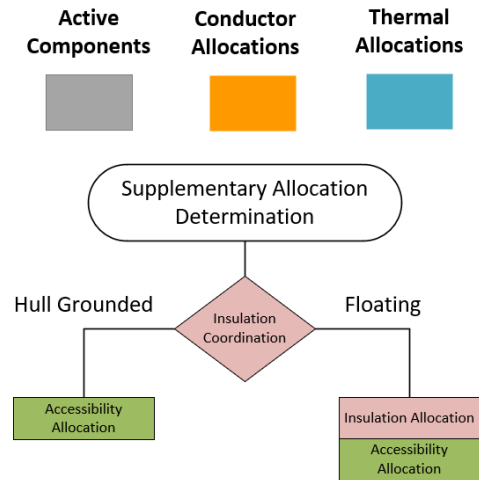 Active
Components
Conductor
Allocations
Thermal
Allocations
Supplementary Allocation
Determination
Hull Grounded
Insulation
Coordination
Floating
Accessibility
Allocation
Insulation Allocation
Accessibility
Allocation